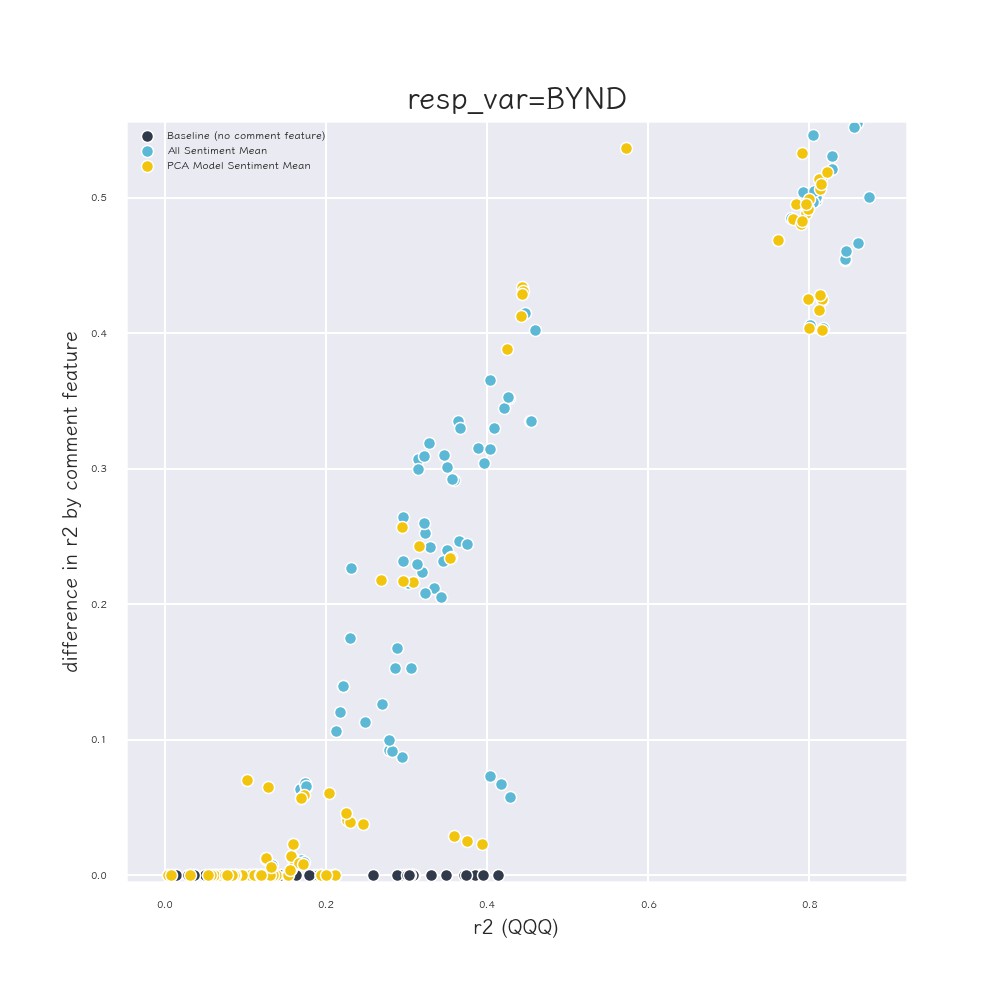 resp_var=BYND
Baseline (no comment feature)
All Sentiment Mean
PCA Model Sentiment Mean
difference in r2 by comment feature
0.5
0.4
0.3
0.2
0.1
0.0
0.0 0.2 0.4 0.6 0.8
r2 (QQQ)